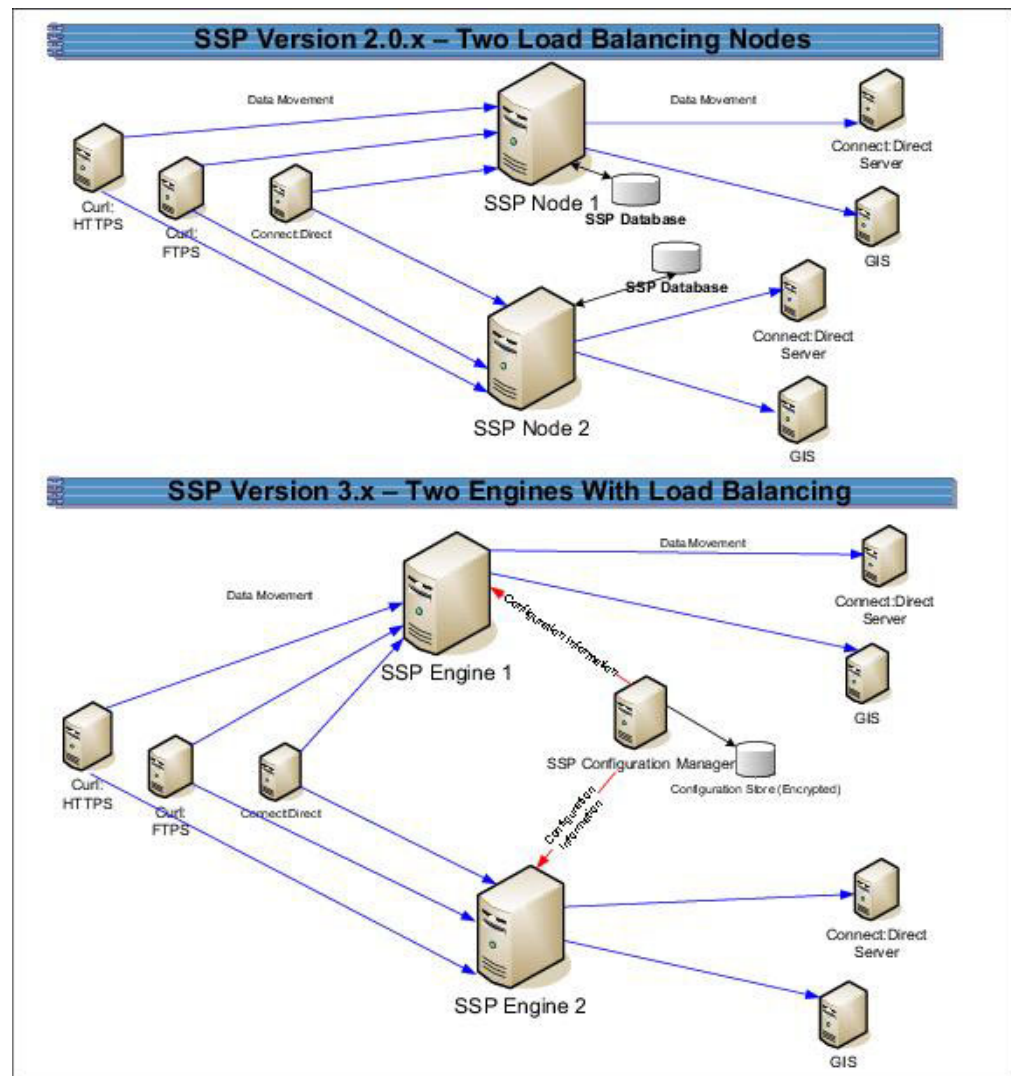 SSP Version 2.0.x – Two Load Balancing Nodes
Data Movement
Data Movement
Connect:Direct
Server
Curl:
HTTPS
Curl:
FTPS
Connect:Direct
SSP Node 1
SSP Database
GIS
SSP Database
Connect:Direct
Server
SSP Node 2
GIS
SSP Version 3.x – Two Engines With Load Balancing
Data Movement
Data Movement
Connect:Direct
Server
Configuration Information
SSP Engine 1
GIS
Curl:
HTTPS
Curl:
FTPS
Connect:Direct
SSP Configuration Manager
Configuration Store (Encrypted)
Configuration
Information
Connect:Direct
Server
SSP Engine 2
GIS